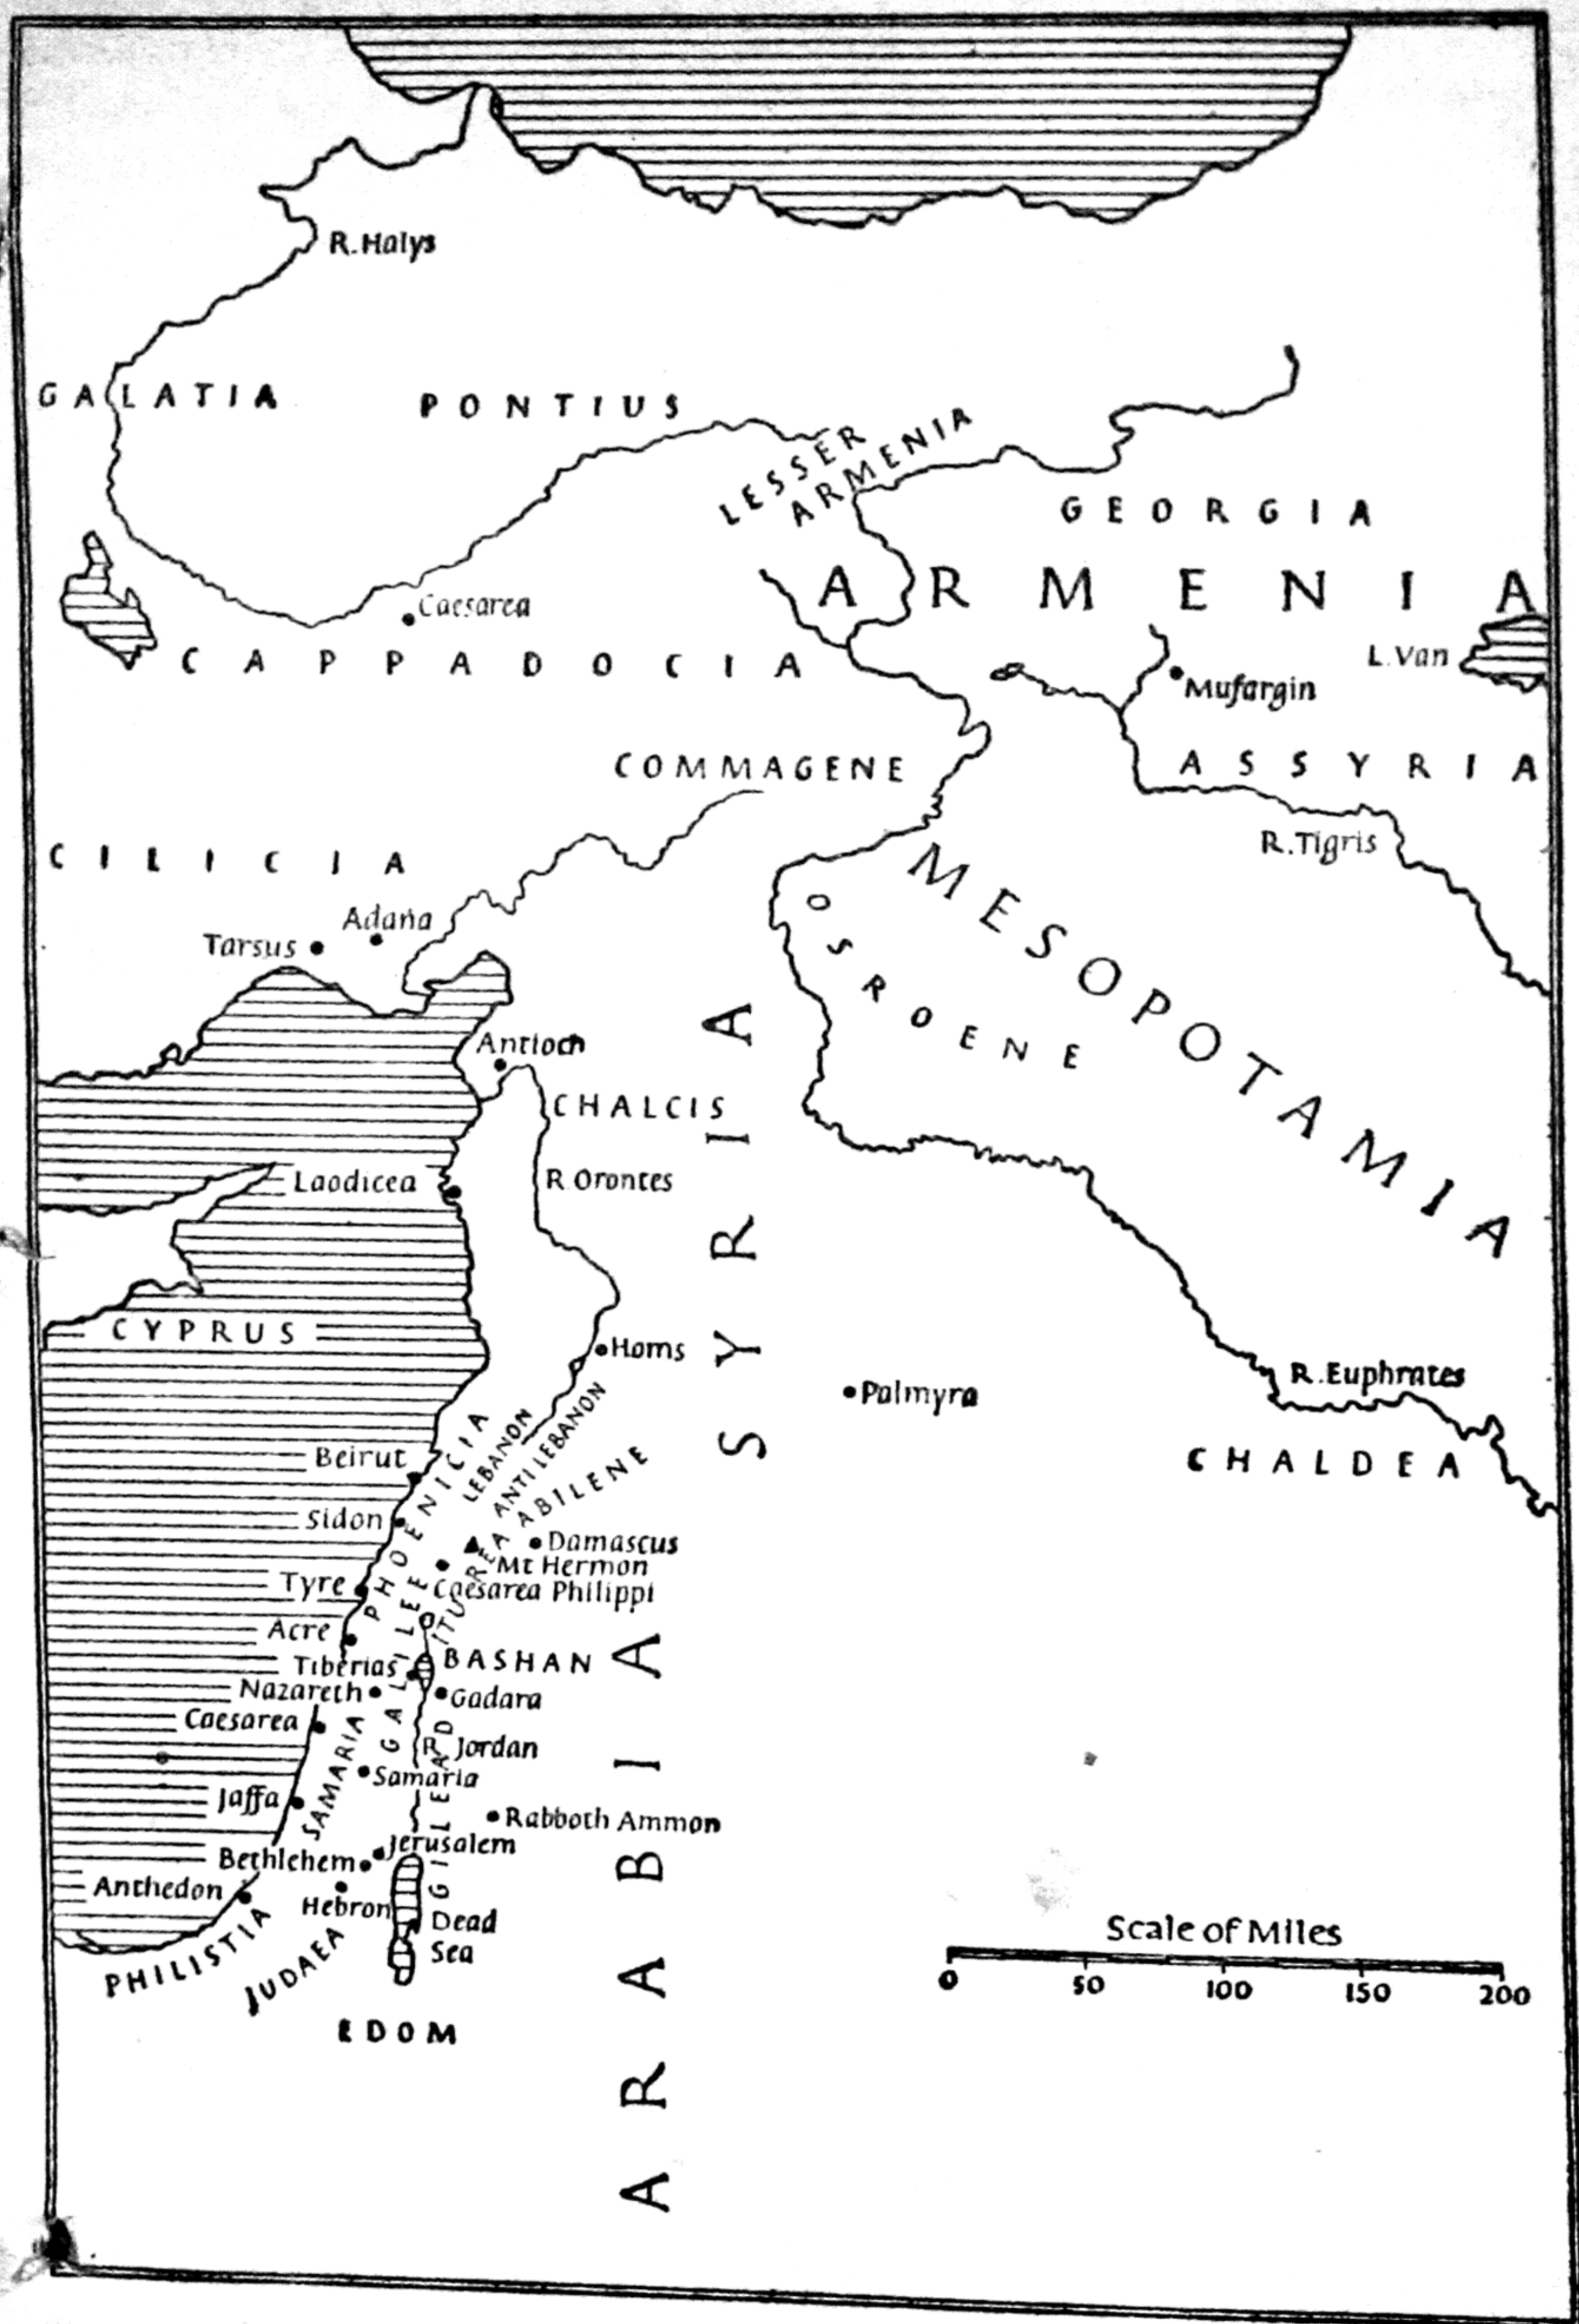 R. Halys
GALATIA
PONTIUS
LESSER
ARMENIA
GEORGIA
ARMENIA
Caesarea
CAPPADOCIA
L. Van
Mufargin
COMMAGENE
ASSYRIA
R. Tigris
CILICIA
MESOPOTAMIA
Adana
Tarsus
OSROENE
Antioch
CHALCIS
SYRIA
Laodicea
R. Orontes
CYPRUS
Homs
R. Euphrates
Palmyra
CHALDEA
PHOENICIA
LEBANON
ANTI LEBANON
ABILENE
Beirut
Sidon
Damascus
Mt Hermon
Caesarea Philippi
Tyre
ITUREA
Acre
GALILEE
Tiberias
BASHAN
Nazareth
Gadara
Caesarea
R. Jordan
SAMARIA
Samaria
GILEAD
Jaffa
Rabboth Ammon
Jerusalem
Bethlehem
Anthedon
Hebron
Dead
Sea
PHILISTIA
JUDAEA
EDOM
ARABIA
Scale of Miles
0 50 100 150 200